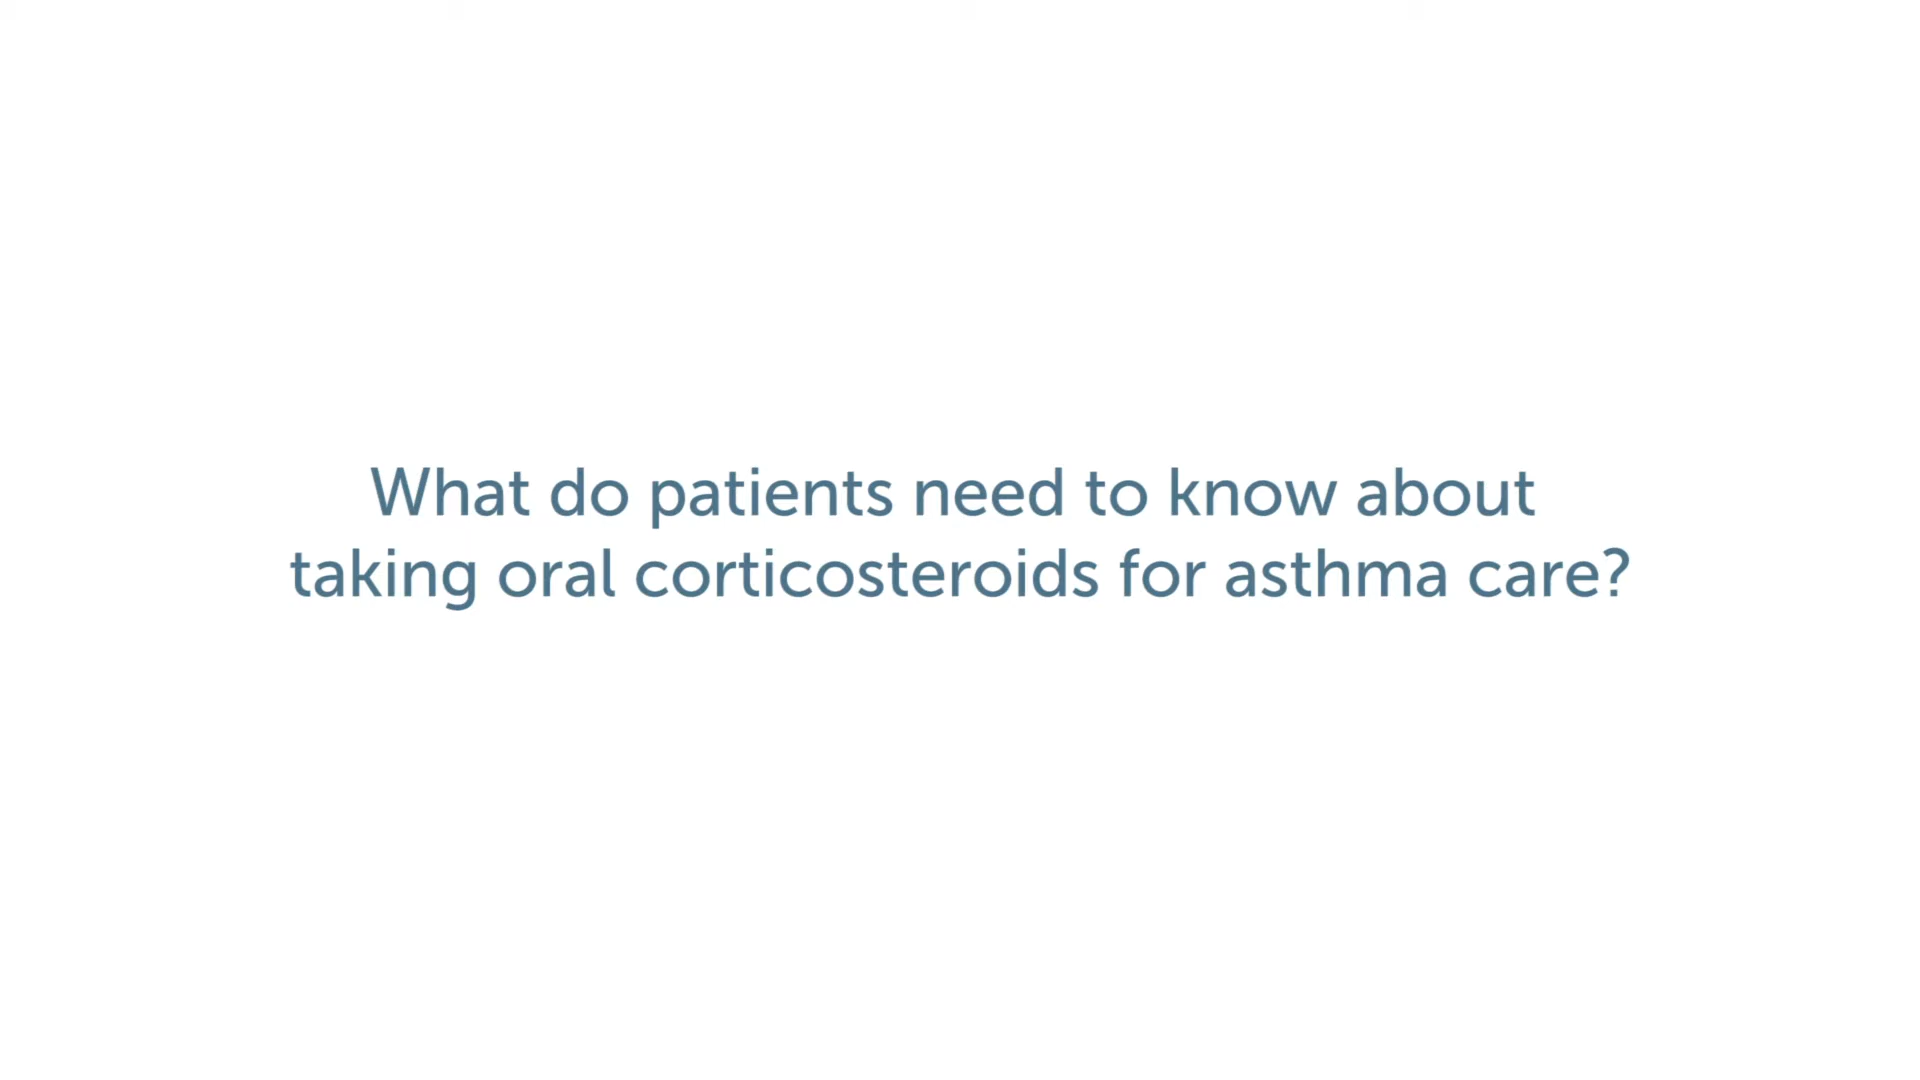 What do patients need to know about
taking oral corticosteroids for asthma care?